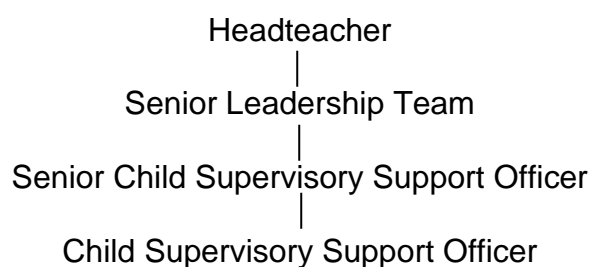 Headteacher
Senior Leadership Team
Senior Child Supervisory Support Officer
Child Supervisory Support Officer